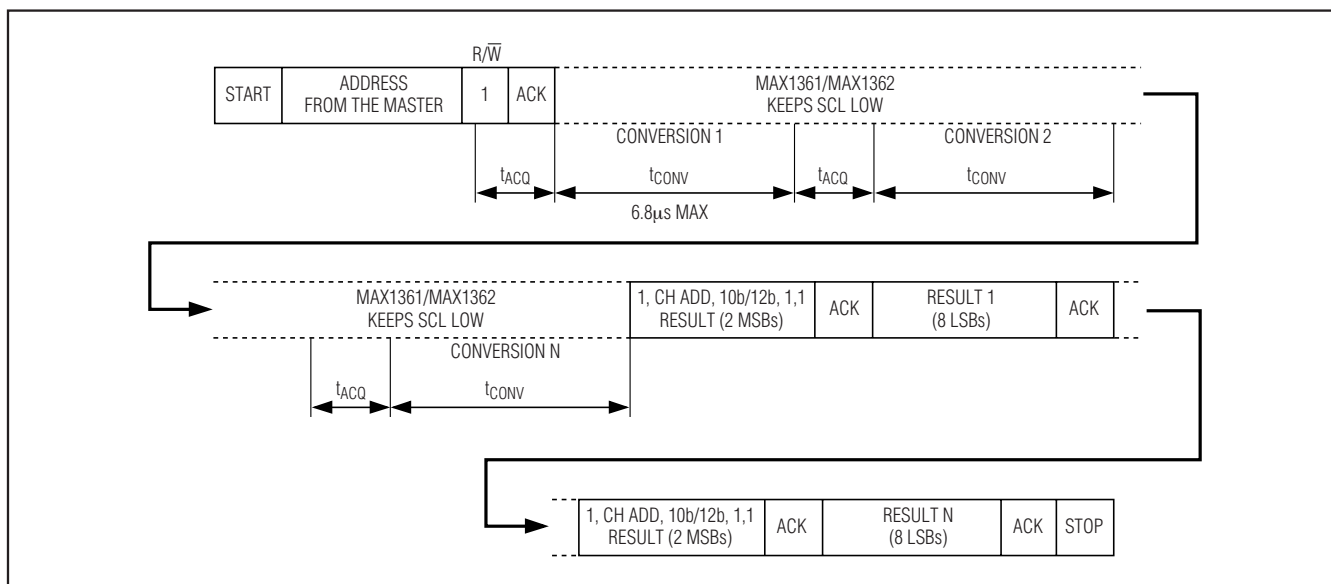 R/W̅
START
ADDRESS
FROM THE MASTER
1
ACK
MAX1361/MAX1362
KEEPS SCL LOW
CONVERSION 1
CONVERSION 2
tACQ
tCONV
tACQ
tCONV
6.8μs MAX
MAX1361/MAX1362
KEEPS SCL LOW
1, CH ADD, 10b/12b, 1,1
RESULT (2 MSBs)
ACK
RESULT 1
(8 LSBs)
ACK
CONVERSION N
tACQ
tCONV
1, CH ADD, 10b/12b, 1,1
RESULT (2 MSBs)
ACK
RESULT N
(8 LSBs)
ACK
STOP